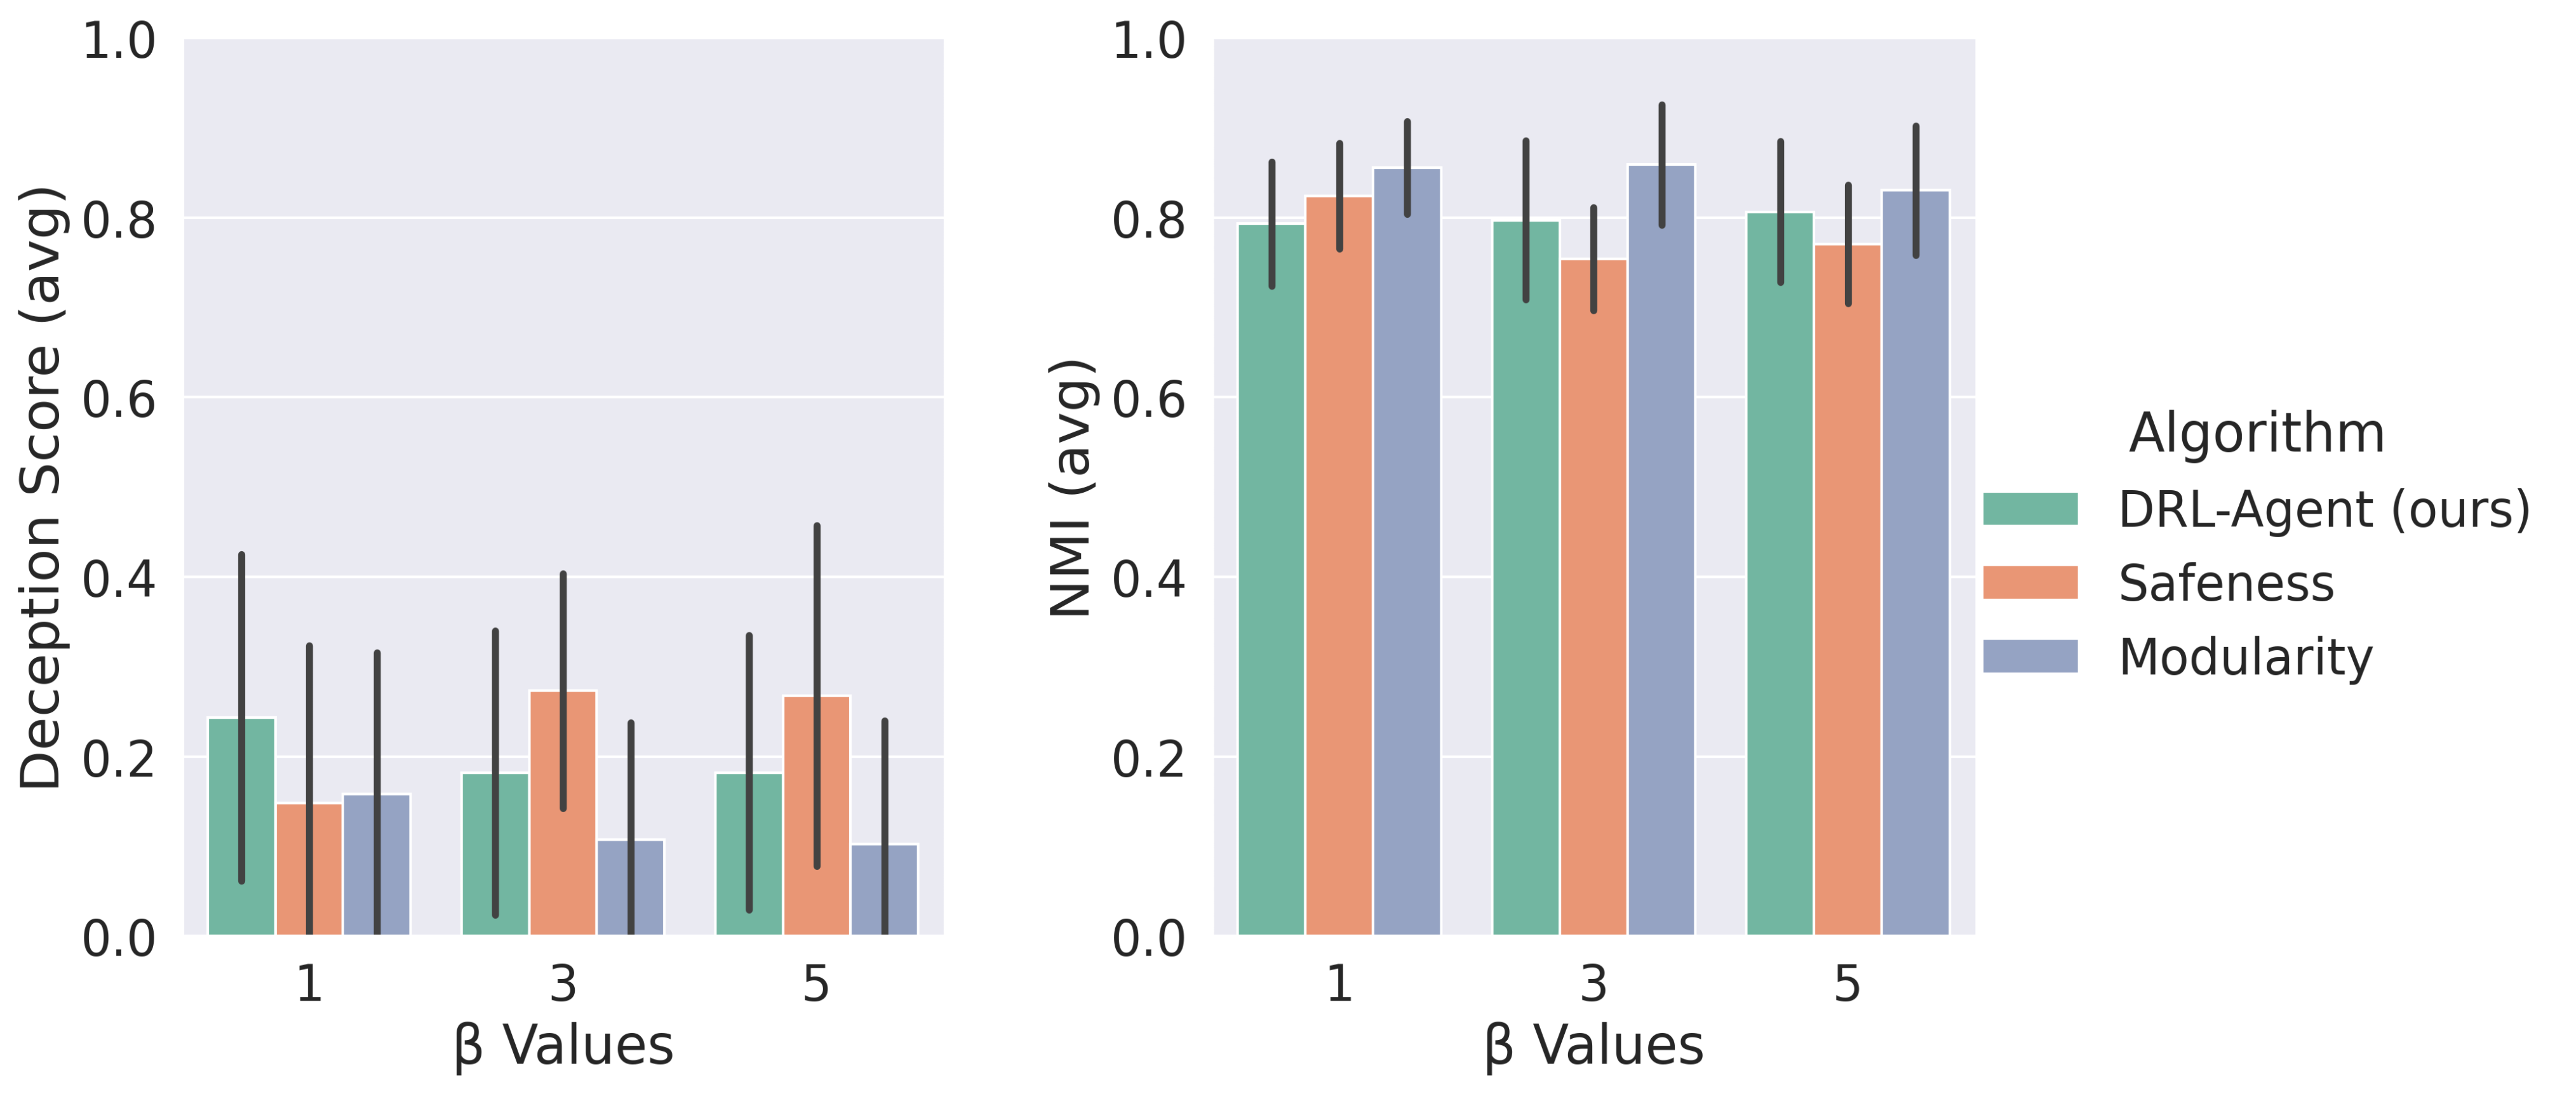 Deception Score (avg)
1.0
0.8
0.6
0.4
0.2
0.0
1 3 5
β Values
NMI (avg)
1.0
0.8
0.6
0.4
0.2
0.0
1 3 5
β Values
Algorithm
DRL-Agent (ours)
Safeness
Modularity